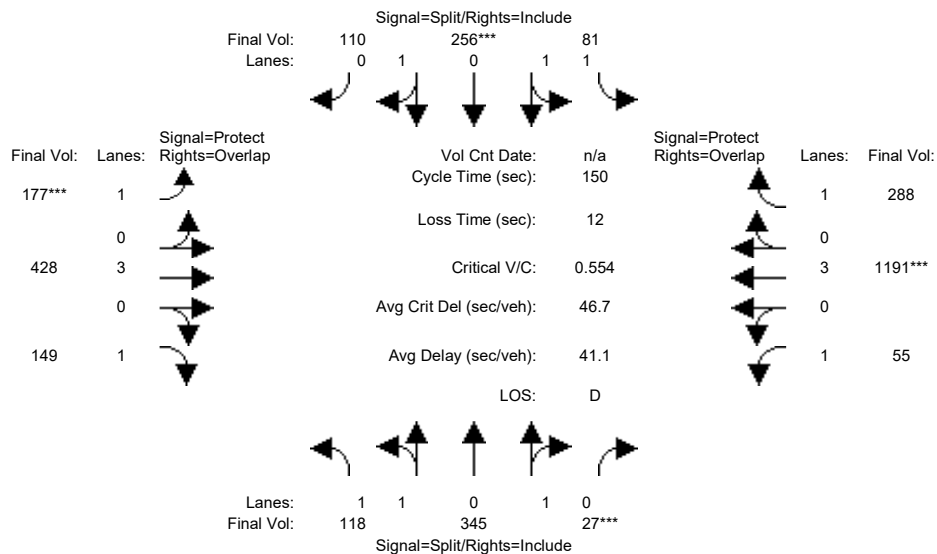 Signal=Split/Rights=Include
Final Vol: 110 256*** 81
Lanes: 0 1 0 1 1
Signal=Protect
Final Vol: Lanes: Rights=Overlap
Vol Cnt Date: n/a
Signal=Protect
Rights=Overlap Lanes: Final Vol:
Cycle Time (sec): 150
177*** 1
1 288
Loss Time (sec): 12
0
0
428 3
Critical V/C: 0.554
3 1191***
0
Avg Crit Del (sec/veh): 46.7
0
149 1
Avg Delay (sec/veh): 41.1
1 55
LOS: D
Lanes: 1 1 0 1 0
Final Vol: 118 345 27***
Signal=Split/Rights=Include